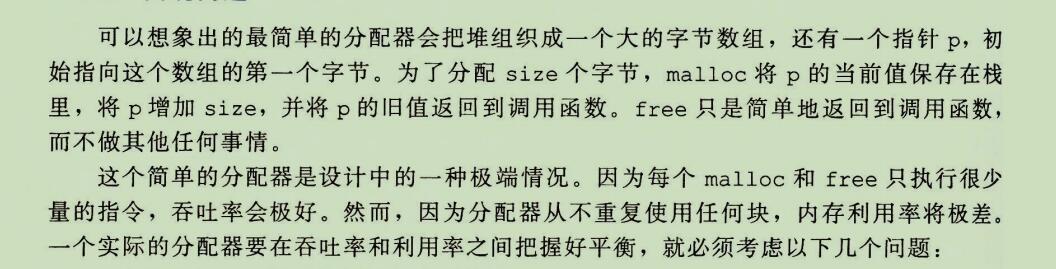 可以想象出的最简单的分配器会把堆组织成一个大的字节数组，还有一个指针 p，初
始指向这个数组的第一个字节。为了分配 size 个字节，malloc 将 p 的当前值保存在栈
里，将 p 增加 size，并将 p 的旧值返回到调用函数。free 只是简单地返回到调用函数，
而不做其他任何事情。
这个简单的分配器是设计中的一种极端情况。因为每个 malloc 和 free 只执行很少
量的指令，吞吐率会极好。然而，因为分配器从不重复使用任何块，内存利用率将极差。
一个实际的分配器要在吞吐率和利用率之间把握好平衡，就必须考虑以下几个问题：